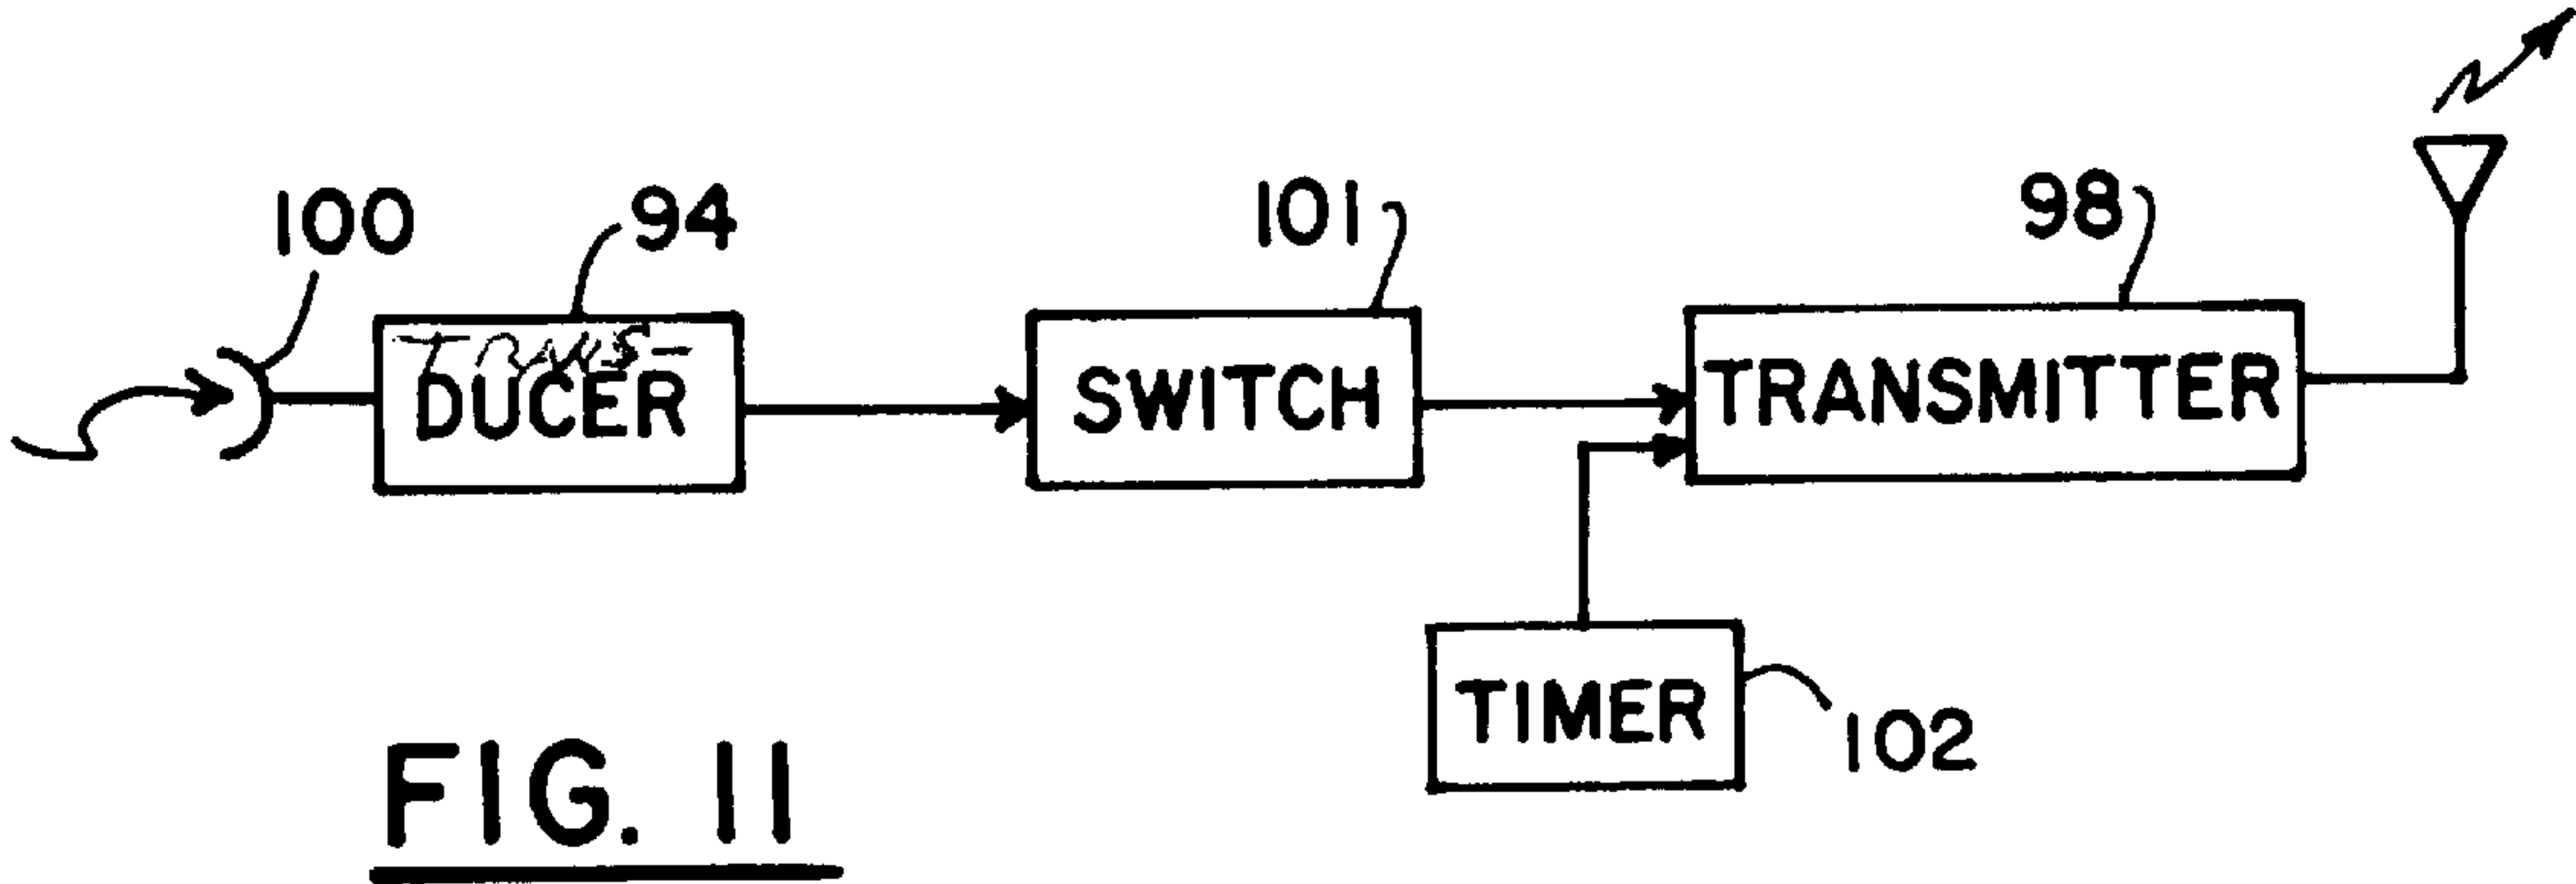 100
94
101
98
TRANS-
DUCER
SWITCH
TRANSMITTER
TIMER
102
FIG. 11